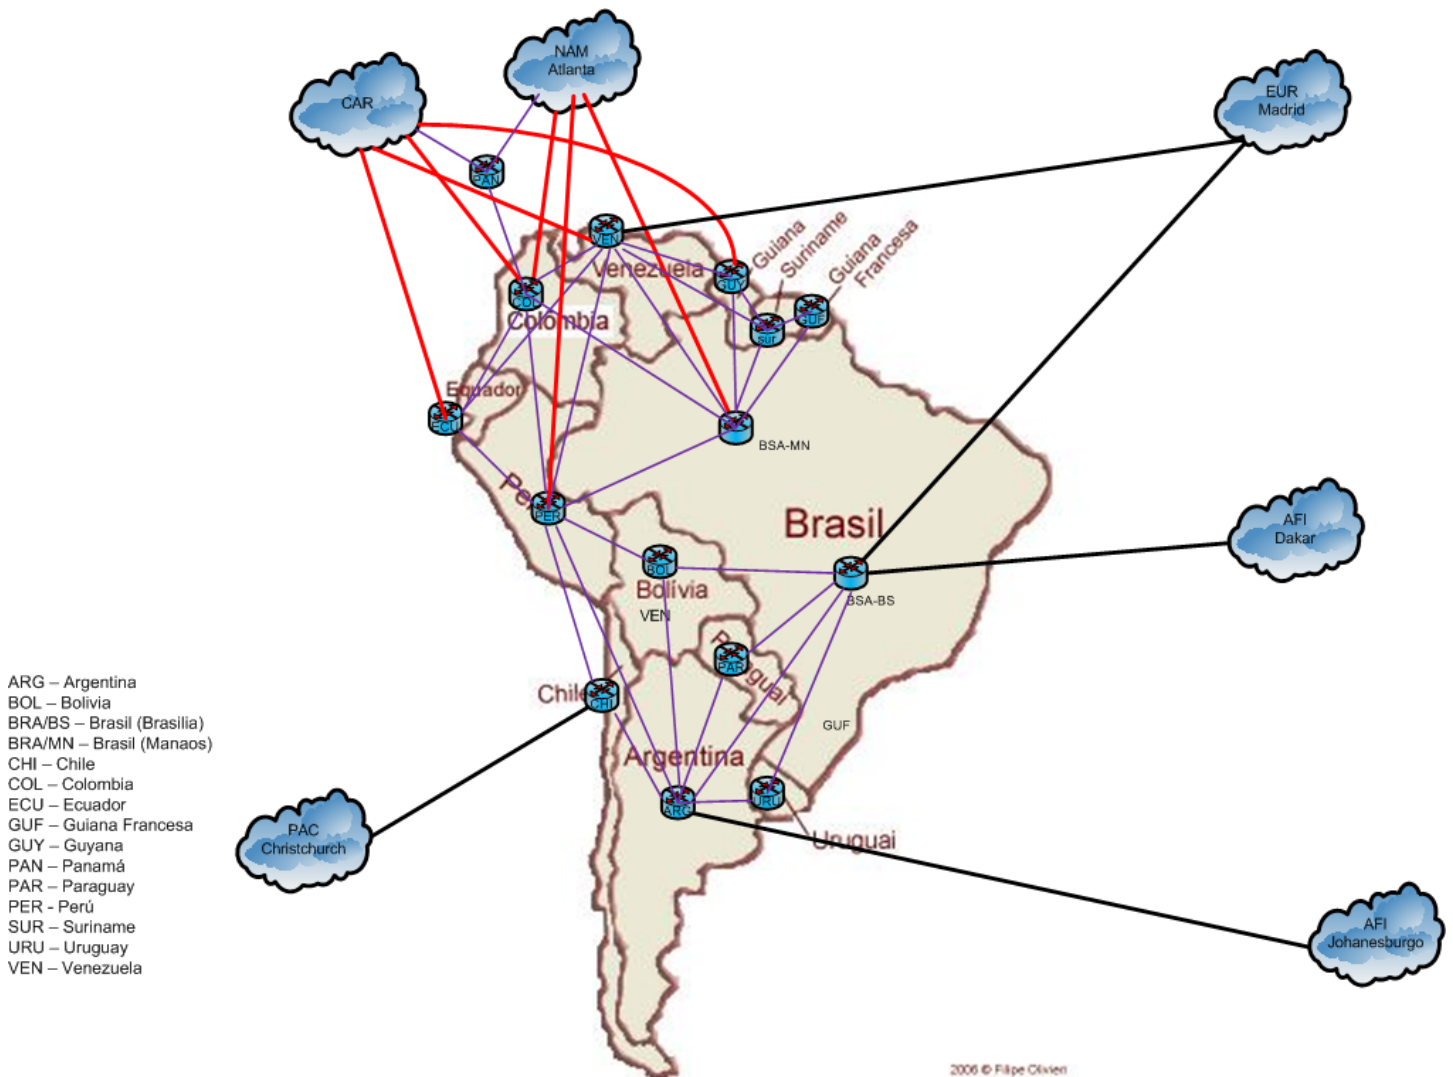 NAM
Atlanta
CAR
EUR
Madrid
PAN
VEN
Guiana
Suriname
Guiana
Francesa
Venezuela
GUY
COL
GUF
sur
Colômbia
Equador
ECU
BSA-MN
Peru
PER
Brasil
AFI
Dakar
BOL
Bolívia
BSA-BS
VEN
Paraguai
PAR
Chile
CHI
GUF
Argentina
ARG
URU
Uruguai
PAC
Christchurch
AFI
Johanesburgo
ARG – Argentina
BOL – Bolivia
BRA/BS – Brasil (Brasilia)
BRA/MN – Brasil (Manaos)
CHI – Chile
COL – Colombia
ECU – Ecuador
GUF – Guiana Francesa
GUY – Guyana
PAN – Panamá
PAR – Paraguay
PER - Perú
SUR – Suriname
URU – Uruguay
VEN – Venezuela
2006 © Filipe Olivieri